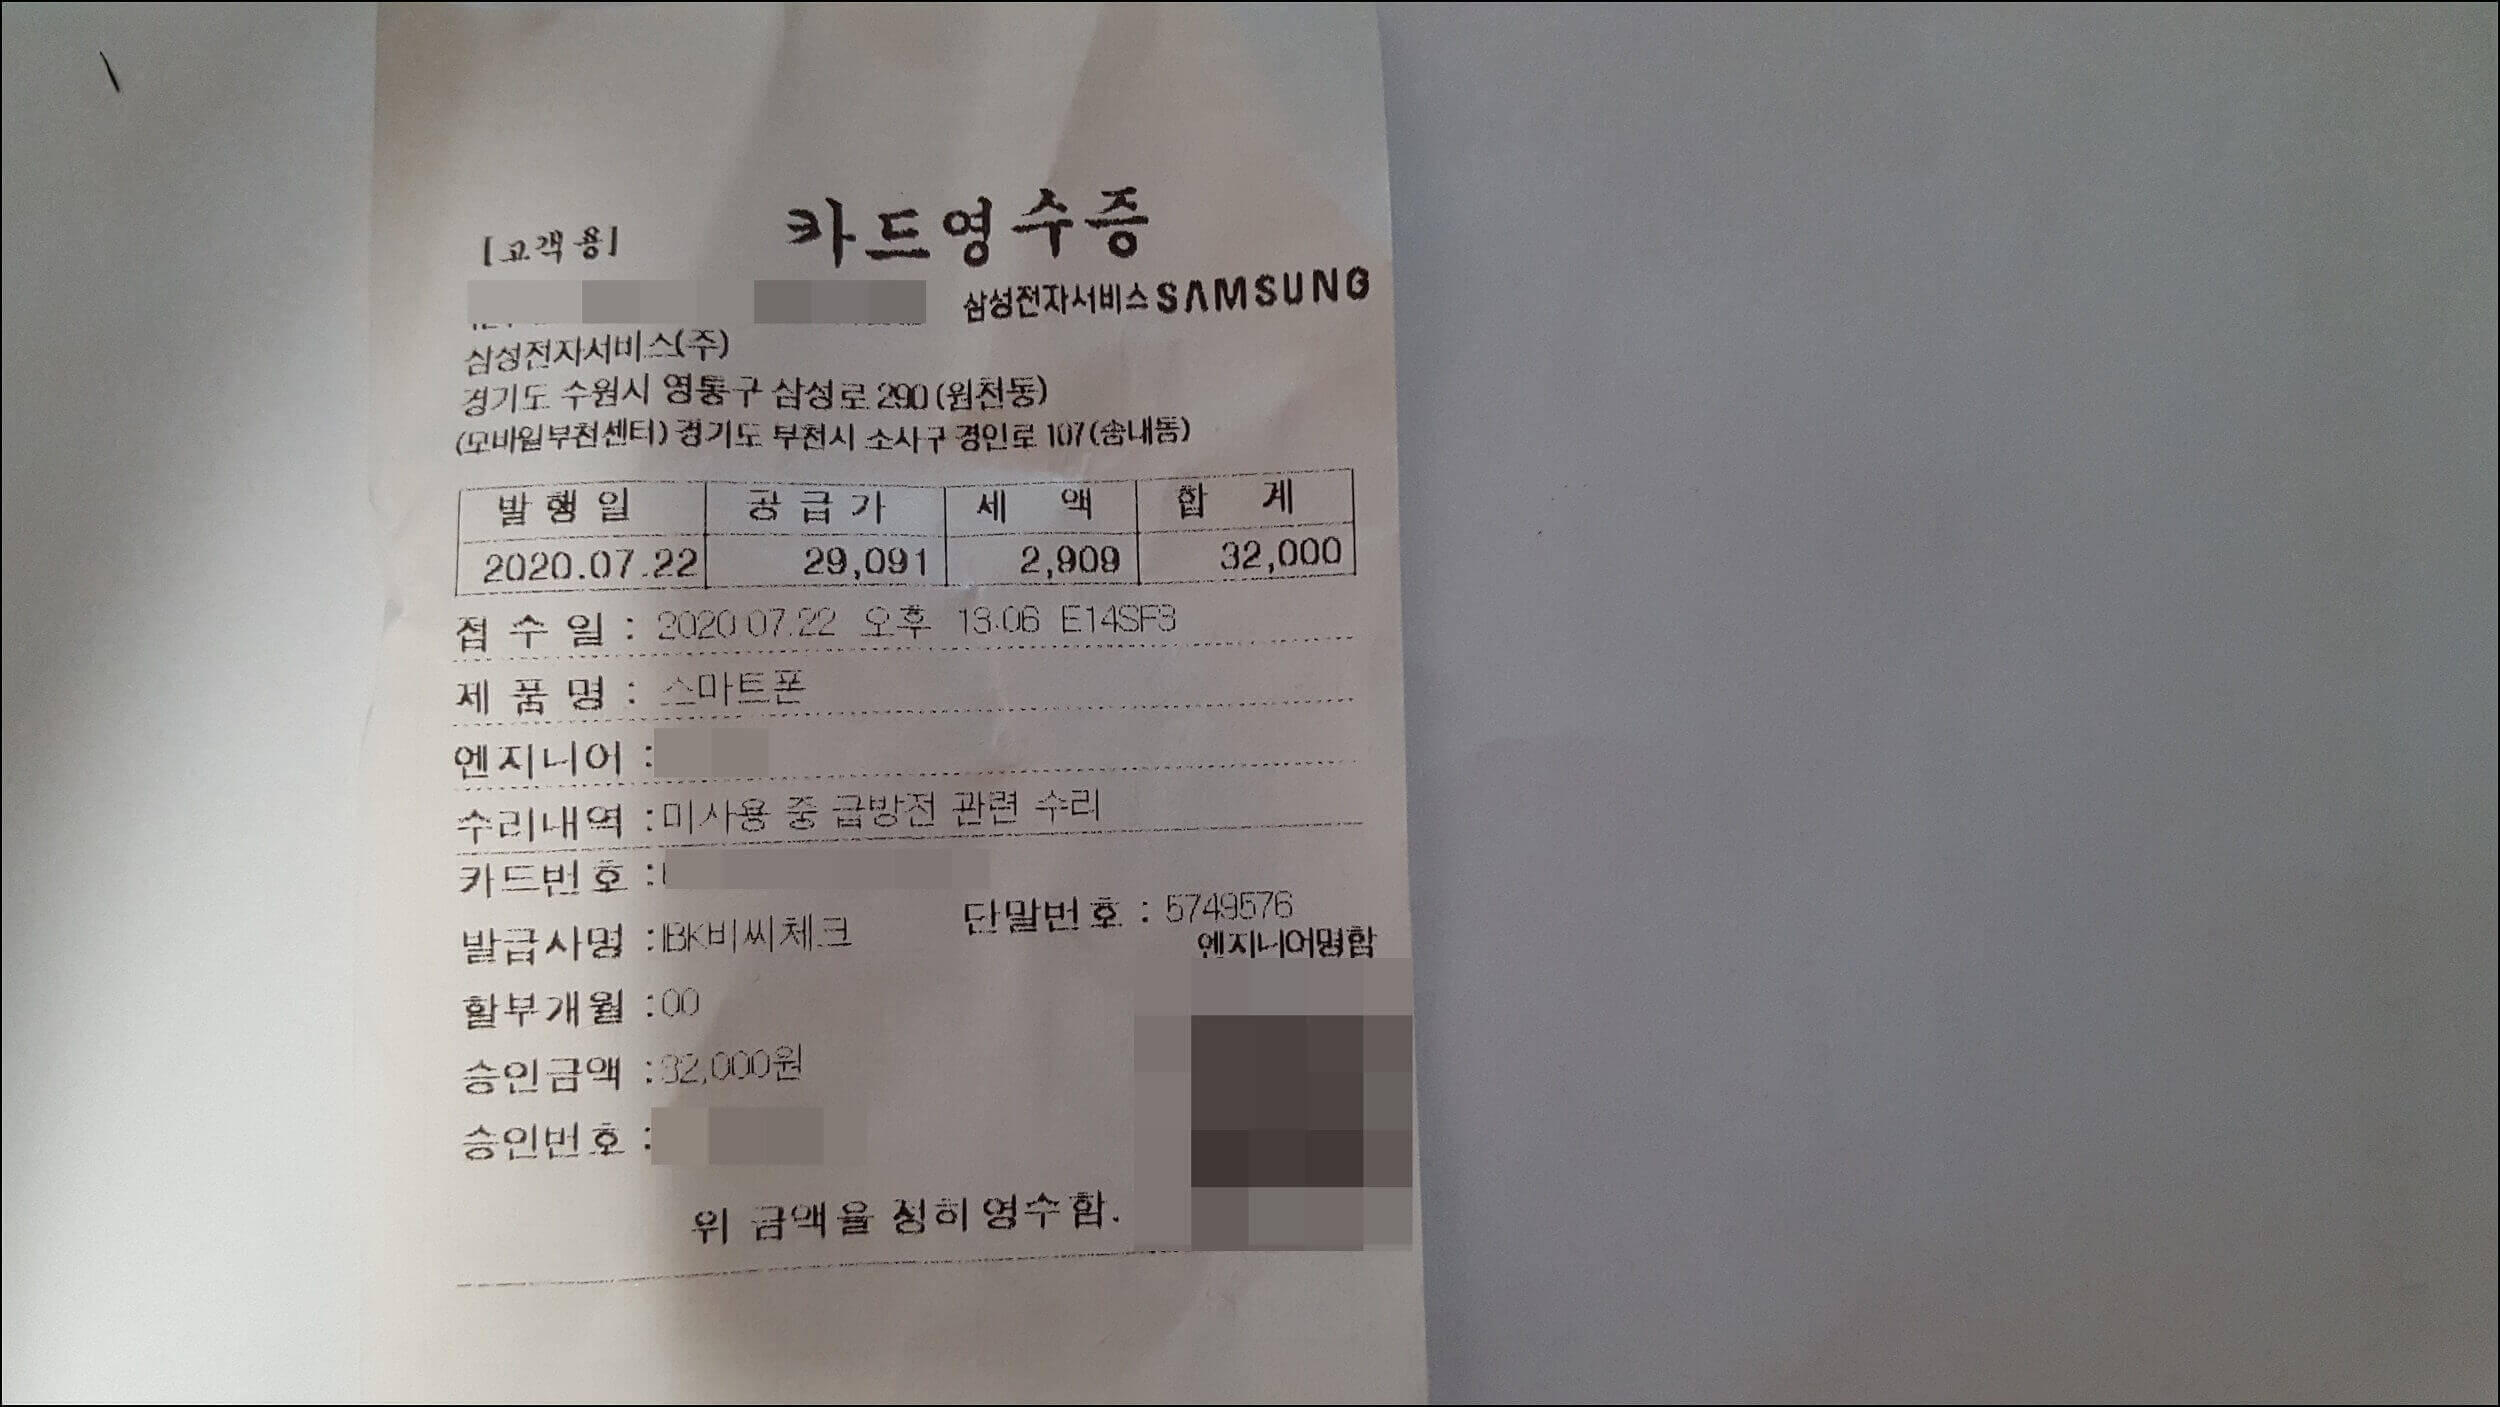 [고객용] 카드영수증
삼성전자서비스 SAMSUNG
삼성전자서비스(주)
경기도 수원시 영통구 삼성로 290 (원천동)
(모바일부천센터) 경기도 부천시 소사구 경인로 107(송내동)
발행일 공급가 세액 합계
2020.07.22 29,091 2,909 32,000
접수일 : 2020.07.22 오후 13:06 E14SF3
제품명 : 스마트폰
엔지니어 :
수리내역 : 미사용 중 급방전 관련 수리
카드번호 :
단말번호 : 5749576
발급사명 : IBK비씨체크
엔지니어명함
할부개월 : 00
승인금액 : 32,000원
승인번호 :
위 금액을 정히 영수함.